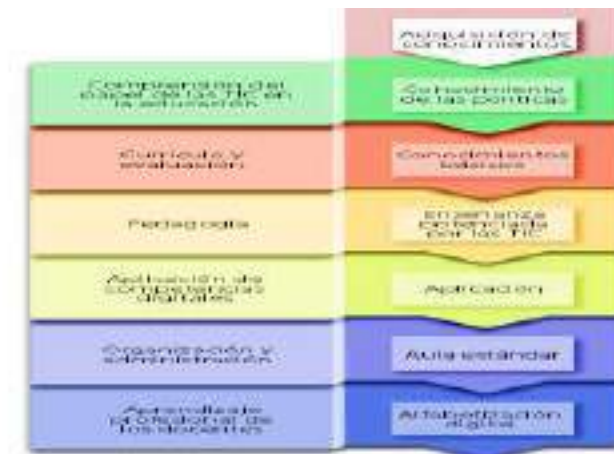 Adquisición de
conocimientos
Comprensión del
papel de las TIC en
la educación
Conocimiento
de las políticas
Currículo y
evaluación
Conocimientos
básicos
Pedagogía
Enseñanza
potenciada
por las TIC
Aplicación de
competencias
digitales
Aplicación
Organización y
administración
Aula estándar
Aprendizaje
profesional de
los docentes
Alfabetización
digital